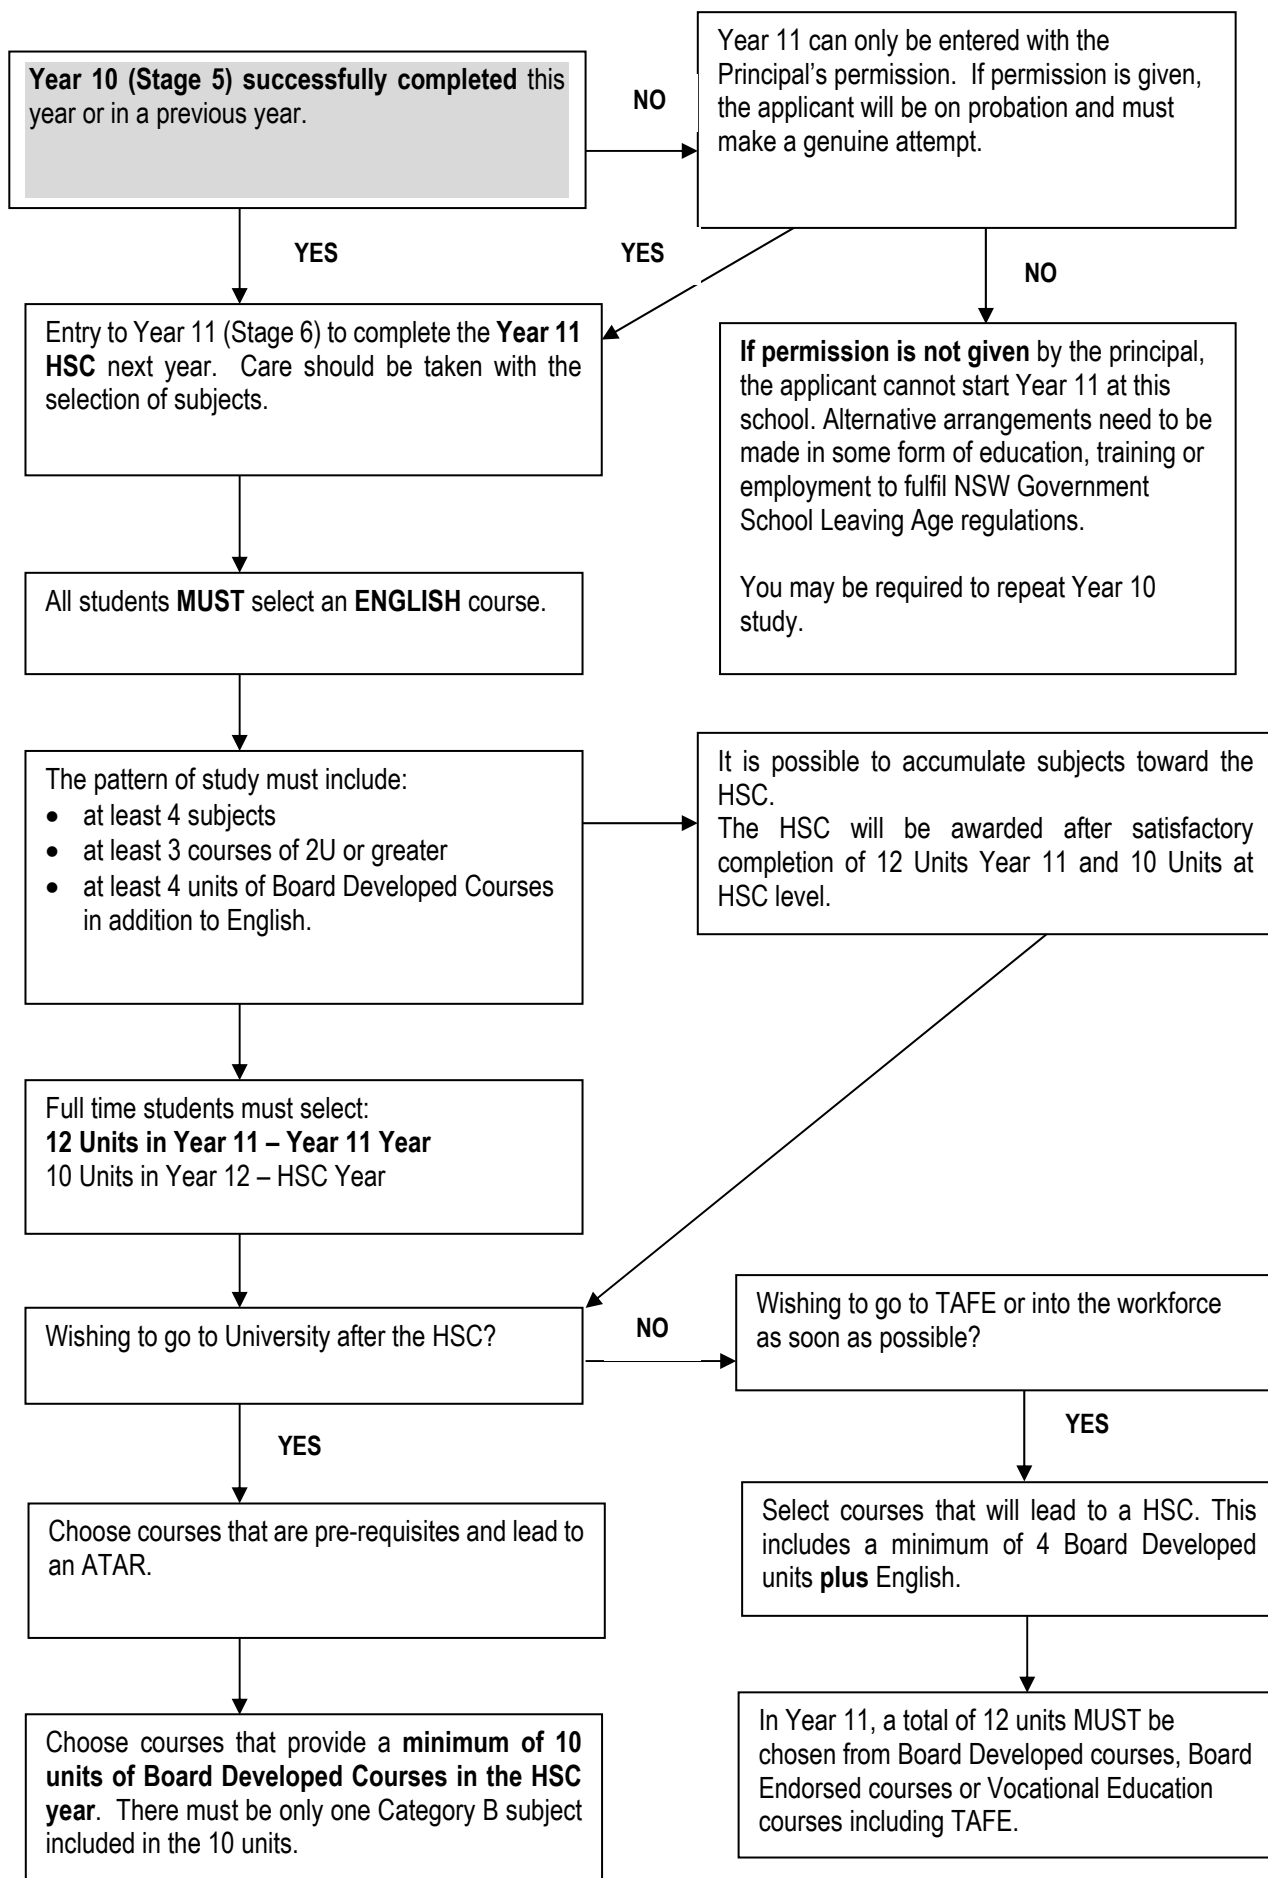 Year 10 (Stage 5) successfully completed this
year or in a previous year.
NO
Year 11 can only be entered with the
Principal’s permission. If permission is given,
the applicant will be on probation and must
make a genuine attempt.
YES
YES
NO
Entry to Year 11 (Stage 6) to complete the Year 11
HSC next year. Care should be taken with the
selection of subjects.
If permission is not given by the principal,
the applicant cannot start Year 11 at this
school. Alternative arrangements need to be
made in some form of education, training or
employment to fulfil NSW Government
School Leaving Age regulations.
You may be required to repeat Year 10
study.
All students MUST select an ENGLISH course.
The pattern of study must include:
• at least 4 subjects
• at least 3 courses of 2U or greater
• at least 4 units of Board Developed Courses
in addition to English.
It is possible to accumulate subjects toward the
HSC.
The HSC will be awarded after satisfactory
completion of 12 Units Year 11 and 10 Units at
HSC level.
Full time students must select:
12 Units in Year 11 – Year 11 Year
10 Units in Year 12 – HSC Year
Wishing to go to University after the HSC?
NO
Wishing to go to TAFE or into the workforce
as soon as possible?
YES
YES
Choose courses that are pre-requisites and lead to
an ATAR.
Select courses that will lead to a HSC. This
includes a minimum of 4 Board Developed
units plus English.
Choose courses that provide a minimum of 10
units of Board Developed Courses in the HSC
year. There must be only one Category B subject
included in the 10 units.
In Year 11, a total of 12 units MUST be
chosen from Board Developed courses, Board
Endorsed courses or Vocational Education
courses including TAFE.